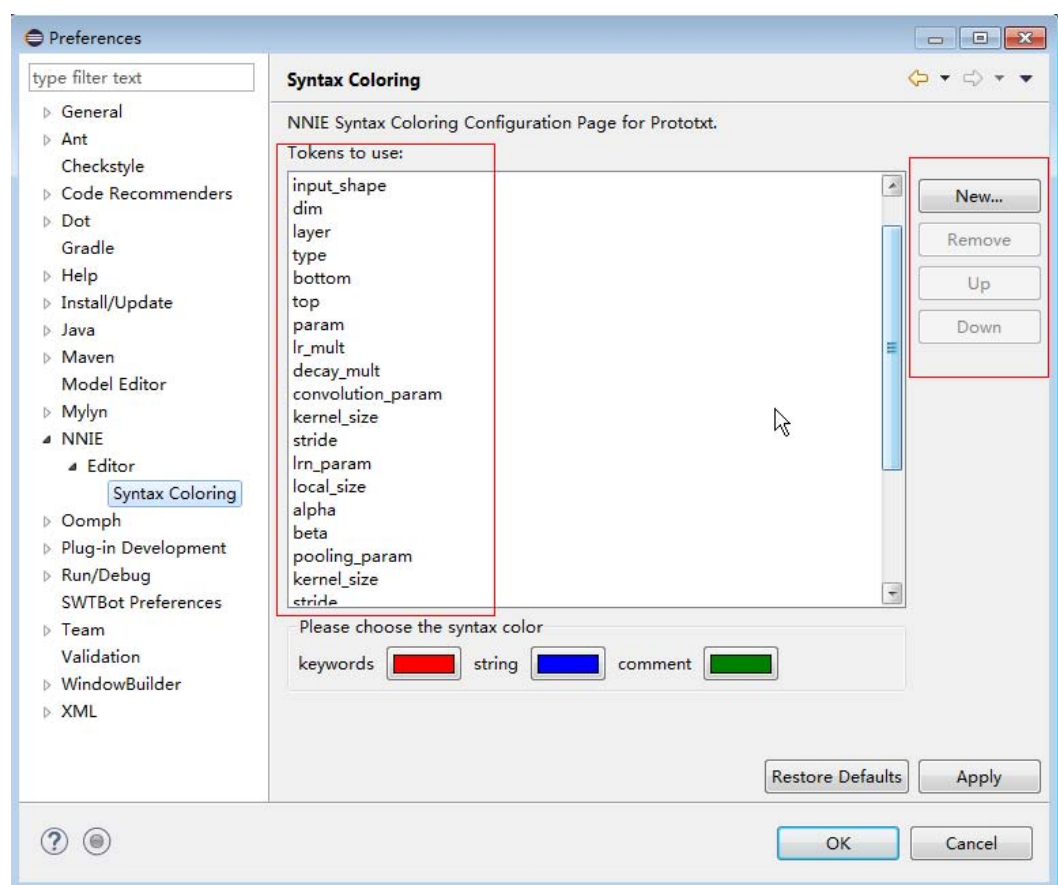 Preferences
type filter text
General
Ant
Checkstyle
Code Recommenders
Dot
Gradle
Help
Install/Update
Java
Maven
Model Editor
Mylyn
NNIE
Editor
Syntax Coloring
Oomph
Plug-in Development
Run/Debug
SWTBot Preferences
Team
Validation
WindowBuilder
XML
Syntax Coloring
NNIE Syntax Coloring Configuration Page for Prototxt.
Tokens to use:
input_shape
dim
layer
type
bottom
top
param
lr_mult
decay_mult
convolution_param
kernel_size
stride
lrn_param
local_size
alpha
beta
pooling_param
kernel_size
stride
New...
Remove
Up
Down
Please choose the syntax color
keywords string comment
Restore Defaults Apply
OK Cancel